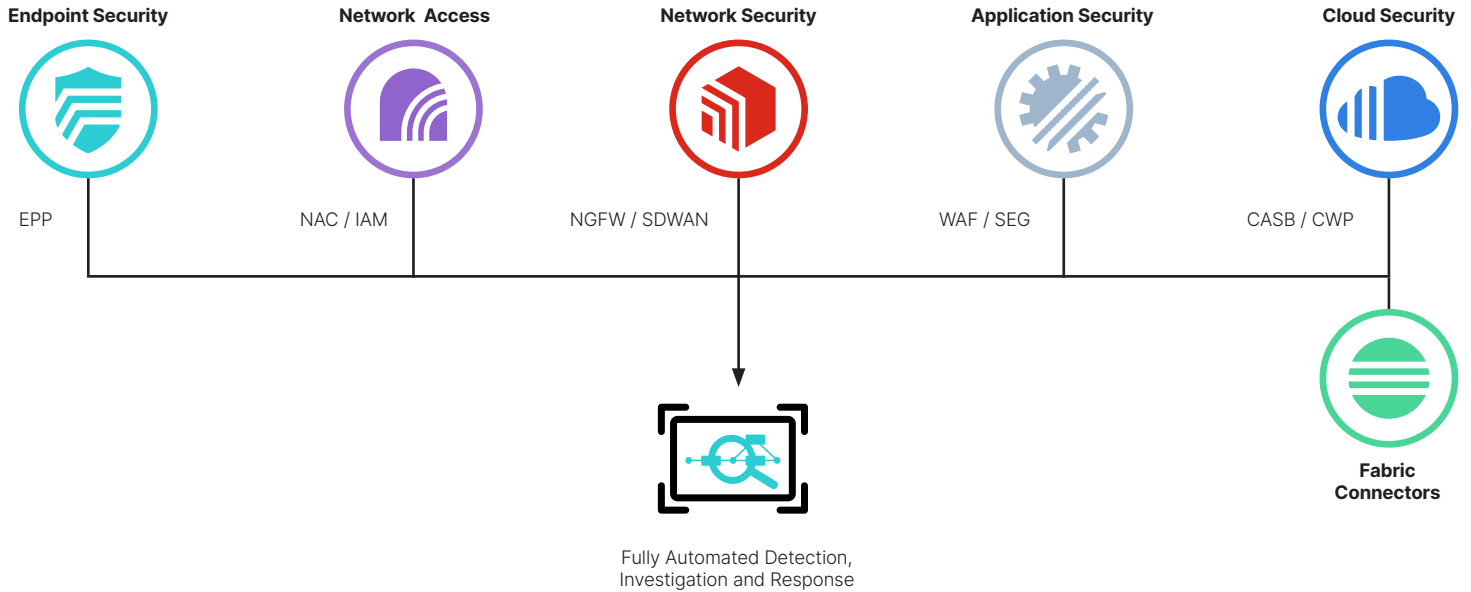 Endpoint Security
Network Access
Network Security
Application Security
Cloud Security
EPP
NAC / IAM
NGFW / SDWAN
WAF / SEG
CASB / CWP
Fabric
Connectors
Fully Automated Detection,
Investigation and Response